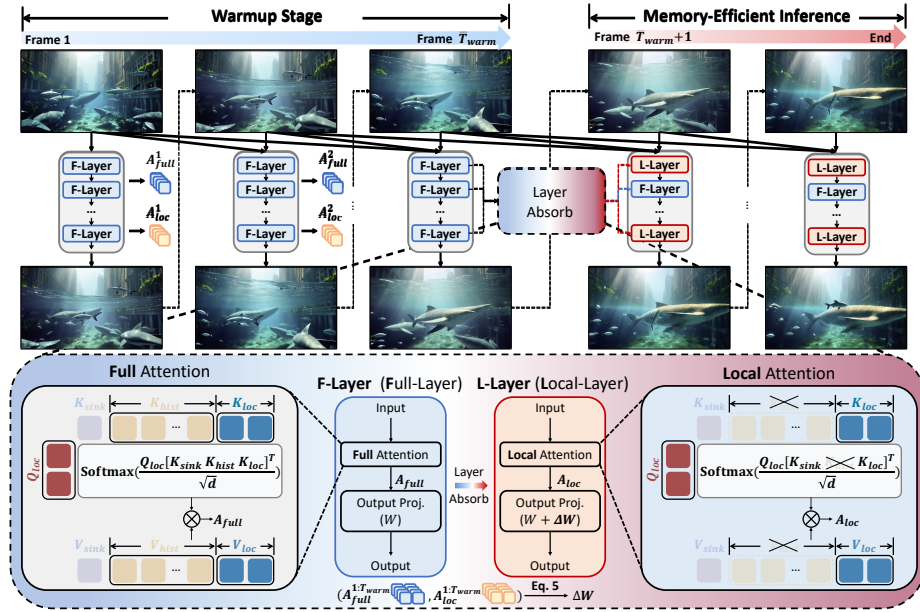 Warmup Stage
Memory-Efficient Inference
Frame 1
Frame T_warm
Frame T_warm+1
End
F-Layer
F-Layer
...
F-Layer
A^1_full
A^1_loc
F-Layer
F-Layer
...
F-Layer
A^2_full
A^2_loc
...
F-Layer
F-Layer
...
F-Layer
Layer
Absorb
L-Layer
F-Layer
...
L-Layer
...
L-Layer
F-Layer
...
L-Layer
Full Attention
K_sink K_hist K_loc
...
Q_loc
Softmax(Q_loc[K_sink K_hist K_loc]^T / √d)
A_full
V_sink V_hist V_loc
...
F-Layer (Full-Layer)
Input
Full Attention
A_full
Output Proj.
(W)
Output
Layer
Absorb
L-Layer (Local-Layer)
Input
Local Attention
A_loc
Output Proj.
(W + ΔW)
Output
(A^1:T_warm_full , A^1:T_warm_loc) Eq. 5 ΔW
Local Attention
K_sink K_loc
...
Q_loc
Softmax(Q_loc[K_sink K_loc]^T / √d)
A_loc
V_sink V_loc
...